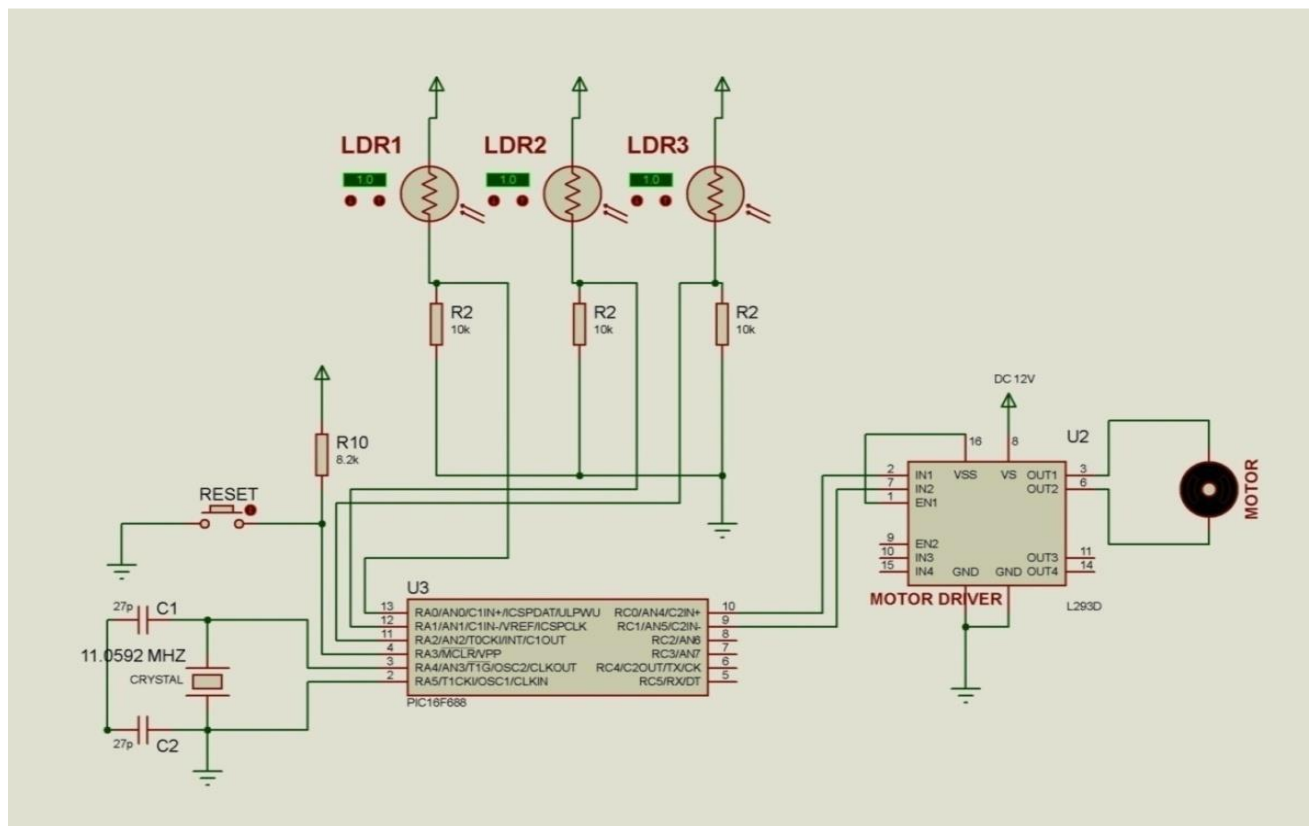 LDR1
LDR2
LDR3
1.0
1.0
1.0
R2
10k
R2
10k
R2
10k
R10
8.2k
RESET
DC 12V
U2
16
8
VSS
VS
2
IN1
7
IN2
1
EN1
9
EN2
10
IN3
15
IN4
OUT1
3
OUT2
6
OUT3
11
OUT4
14
GND
GND
MOTOR DRIVER
L293D
MOTOR
27p
C1
11.0592 MHZ
CRYSTAL
27p
C2
U3
13
RA0/AN0/C1IN+/ICSPDAT/ULPWU
12
RA1/AN1/C1IN-/VREF/ICSPCLK
11
RA2/AN2/T0CKI/INT/C1OUT
4
RA3/MCLR/VPP
3
RA4/AN3/T1G/OSC2/CLKOUT
2
RA5/T1CKI/OSC1/CLKIN
RC0/AN4/C2IN+
10
RC1/AN5/C2IN-
9
RC2/AN6
8
RC3/AN7
7
RC4/C2OUT/TX/CK
6
RC5/RX/DT
5
PIC16F688